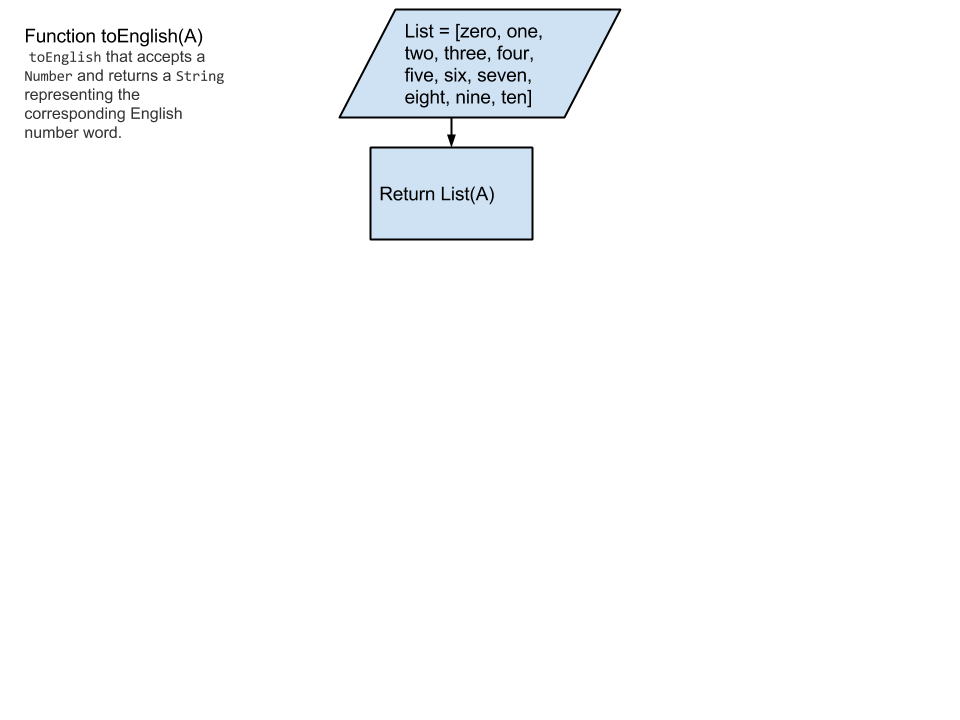 Function toEnglish(A)
toEnglish that accepts a
Number and returns a String
representing the
corresponding English
number word.
List = [zero, one,
two, three, four,
five, six, seven,
eight, nine, ten]
Return List(A)